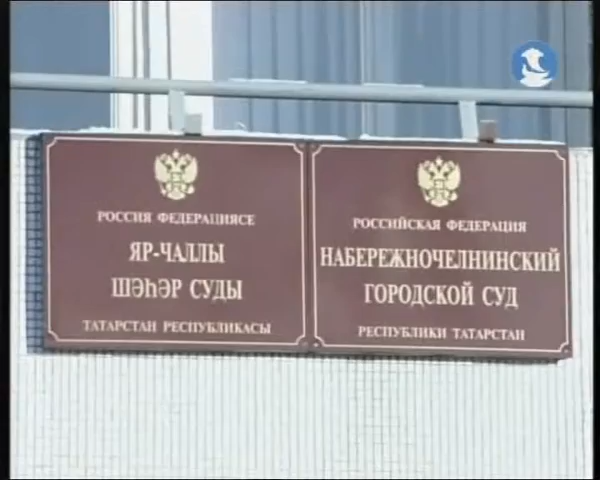 РОССИЯ ФЕДЕРАЦИЯСЕ
ЯР-ЧАЛЛЫ
ШӘҺӘР СУДЫ
ТАТАРСТАН РЕСПУБЛИКАСЫ
РОССИЙСКАЯ ФЕДЕРАЦИЯ
НАБЕРЕЖНОЧЕЛНИНСКИЙ
ГОРОДСКОЙ СУД
РЕСПУБЛИКИ ТАТАРСТАН